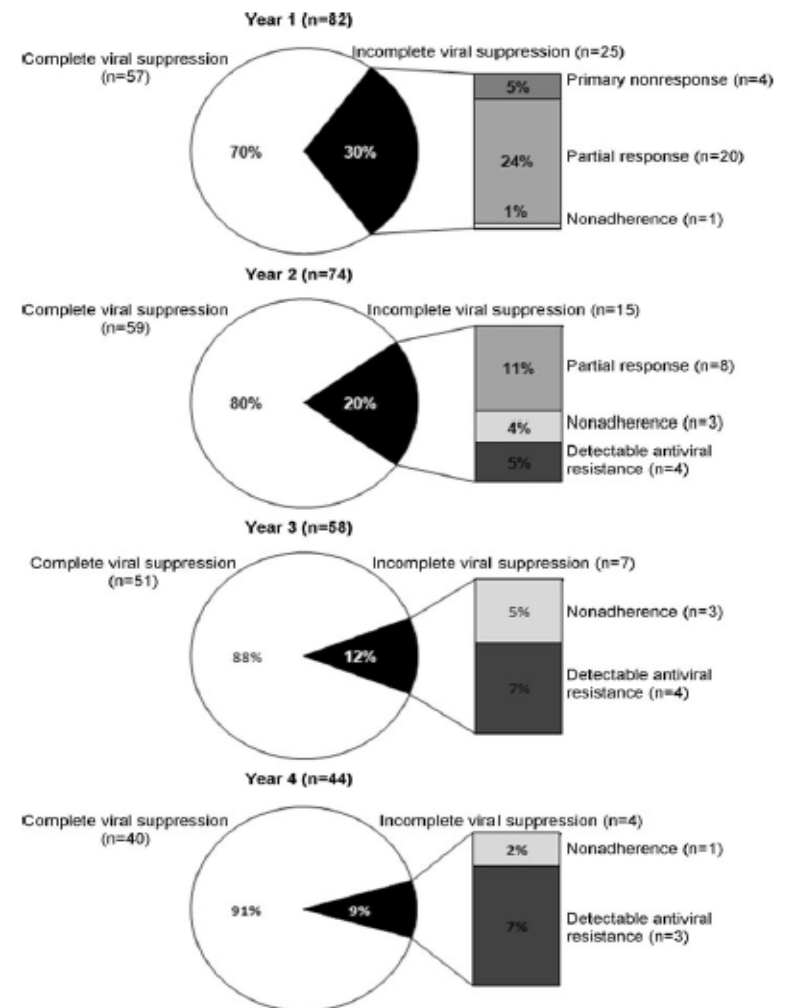 Year 1 (n=82)
Complete viral suppression
(n=57)
Incomplete viral suppression (n=25)
70%
30%
5%
Primary nonresponse (n=4)
24%
Partial response (n=20)
1%
Nonadherence (n=1)
Year 2 (n=74)
Complete viral suppression
(n=59)
Incomplete viral suppression (n=15)
80%
20%
11%
Partial response (n=8)
4%
Nonadherence (n=3)
5%
Detectable antiviral
resistance (n=4)
Year 3 (n=58)
Complete viral suppression
(n=51)
Incomplete viral suppression (n=7)
88%
12%
5%
Nonadherence (n=3)
7%
Detectable antiviral
resistance (n=4)
Year 4 (n=44)
Complete viral suppression
(n=40)
Incomplete viral suppression (n=4)
91%
9%
2%
Nonadherence (n=1)
7%
Detectable antiviral
resistance (n=3)